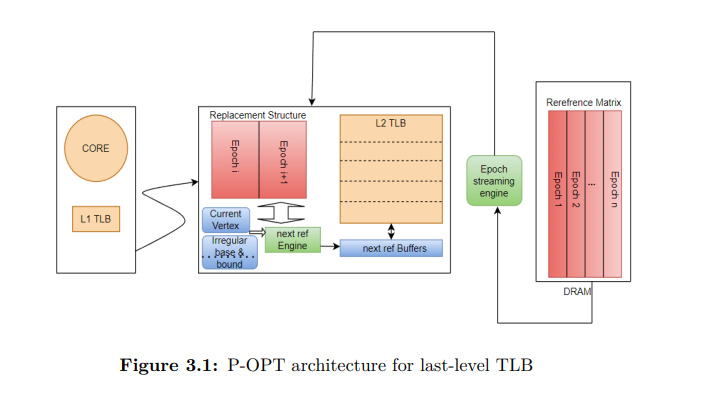 Replacement Structure
L2 TLB
Rerefrence Matrix
CORE
L1 TLB
Epoch i
Epoch i+1
Epoch
streaming
engine
Epoch 1
Epoch 2
...
Epoch n
Current
Vertex
Irregular
base &
bound
next ref
Engine
next ref Buffers
DRAM
Figure 3.1: P-OPT architecture for last-level TLB